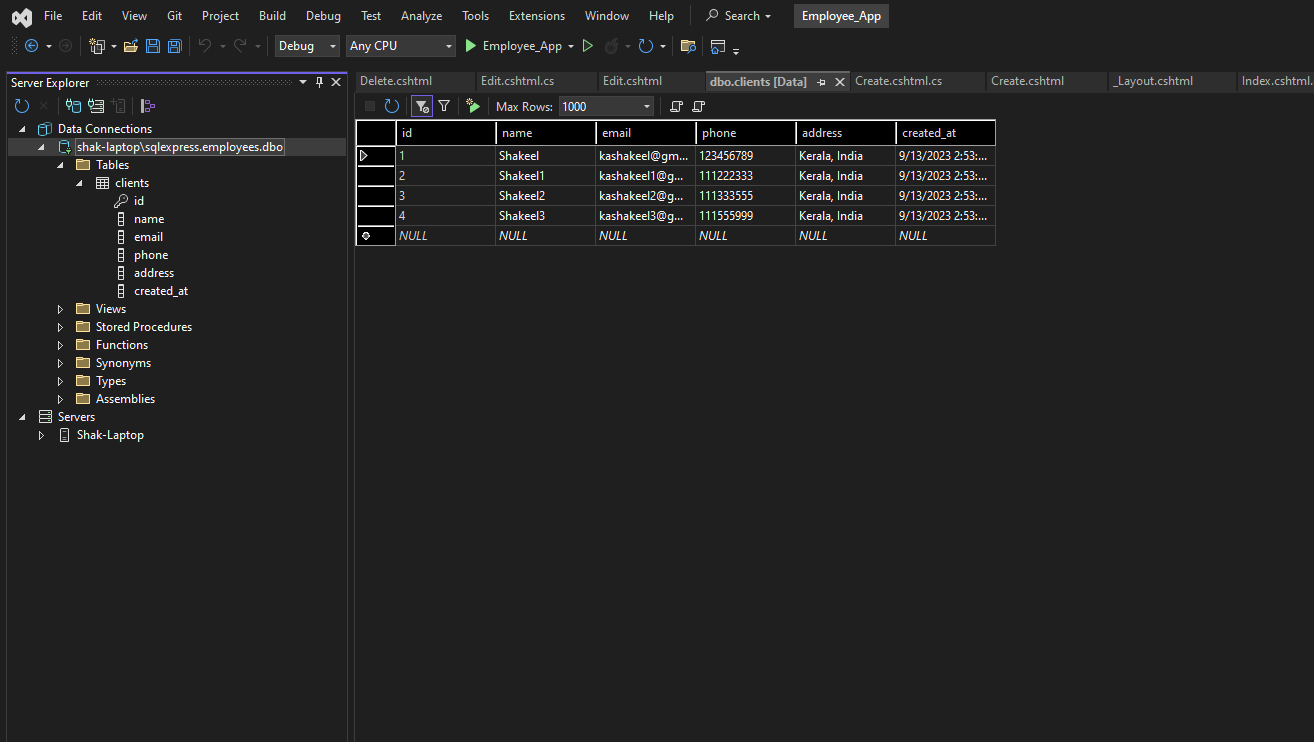 File Edit View Git Project Build Debug Test Analyze Tools Extensions Window Help Search Employee_App
Debug Any CPU Employee_App
Server Explorer
Data Connections
shak-laptop\sqlexpress.employees.dbo
Tables
clients
id
name
email
phone
address
created_at
Views
Stored Procedures
Functions
Synonyms
Types
Assemblies
Servers
Shak-Laptop
Delete.cshtml Edit.cshtml.cs Edit.cshtml dbo.clients [Data] Create.cshtml.cs Create.cshtml _Layout.cshtml Index.cshtml.
Max Rows: 1000
id name email phone address created_at
1 Shakeel kashakeel@gm... 123456789 Kerala, India 9/13/2023 2:53:...
2 Shakeel1 kashakeel1@g... 111222333 Kerala, India 9/13/2023 2:53:...
3 Shakeel2 kashakeel2@g... 111333555 Kerala, India 9/13/2023 2:53:...
4 Shakeel3 kashakeel3@g... 111555999 Kerala, India 9/13/2023 2:53:...
NULL NULL NULL NULL NULL NULL